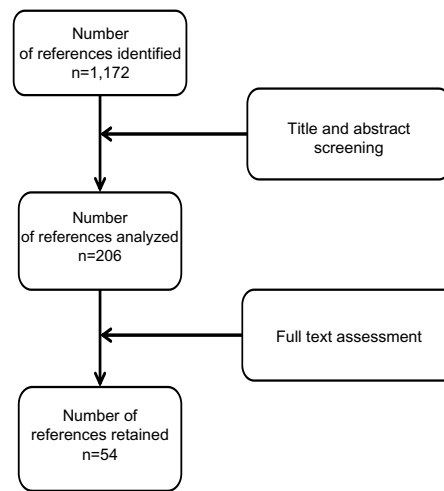 Number
of references identified
n=1,172
Title and abstract
screening
Number
of references analyzed
n=206
Full text assessment
Number of
references retained
n=54